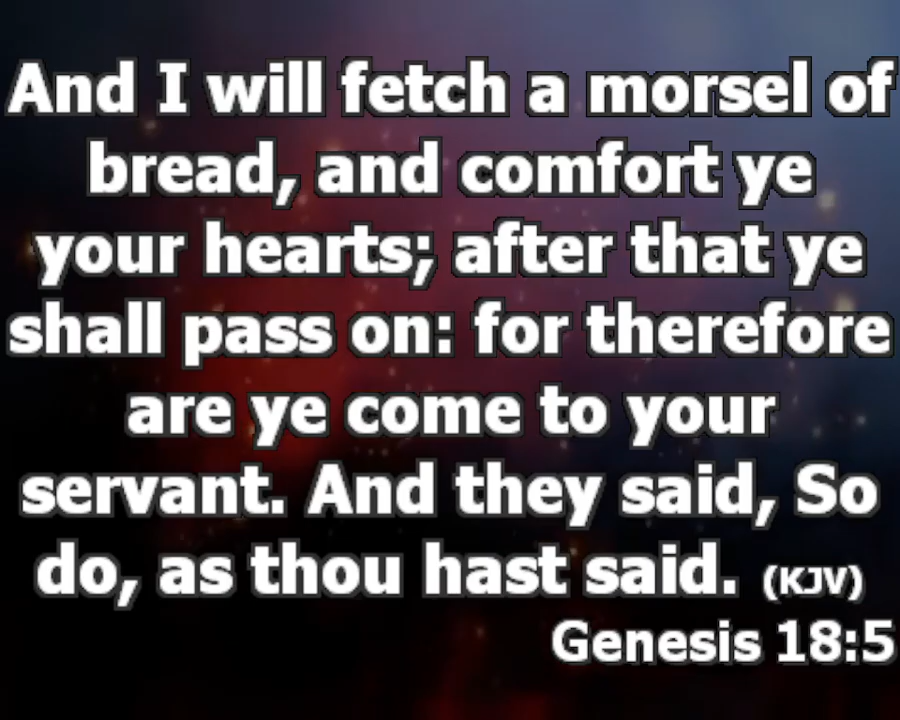 And I will fetch a morsel of
bread, and comfort ye
your hearts; after that ye
shall pass on: for therefore
are ye come to your
servant. And they said, So
do, as thou hast said. (KJV)
Genesis 18:5